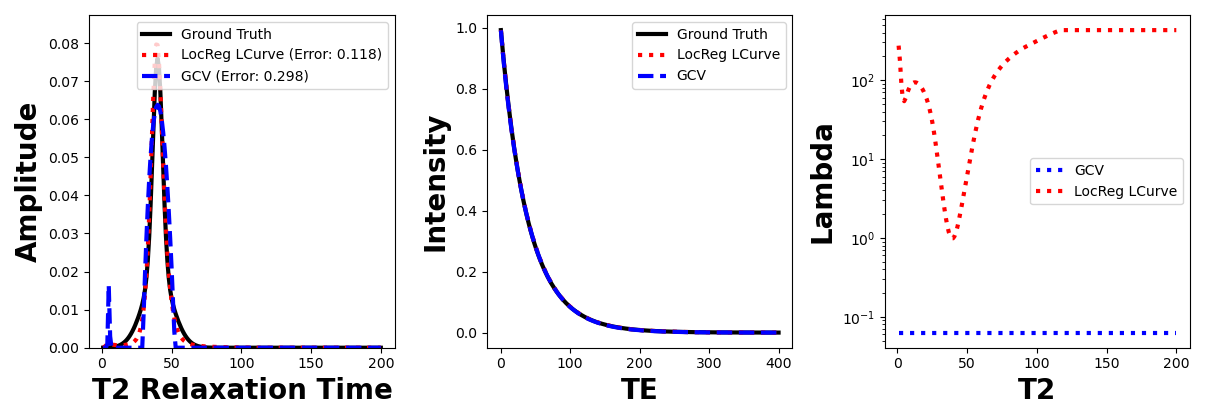 Amplitude
0.08
0.07
0.06
0.05
0.04
0.03
0.02
0.01
0.00
Ground Truth
LocReg LCurve (Error: 0.118)
GCV (Error: 0.298)
0 50 100 150 200
T2 Relaxation Time
Intensity
1.0
0.8
0.6
0.4
0.2
0.0
Ground Truth
LocReg LCurve
GCV
0 100 200 300 400
TE
Lambda
10²
10¹
10⁰
10⁻¹
GCV
LocReg LCurve
0 50 100 150 200
T2